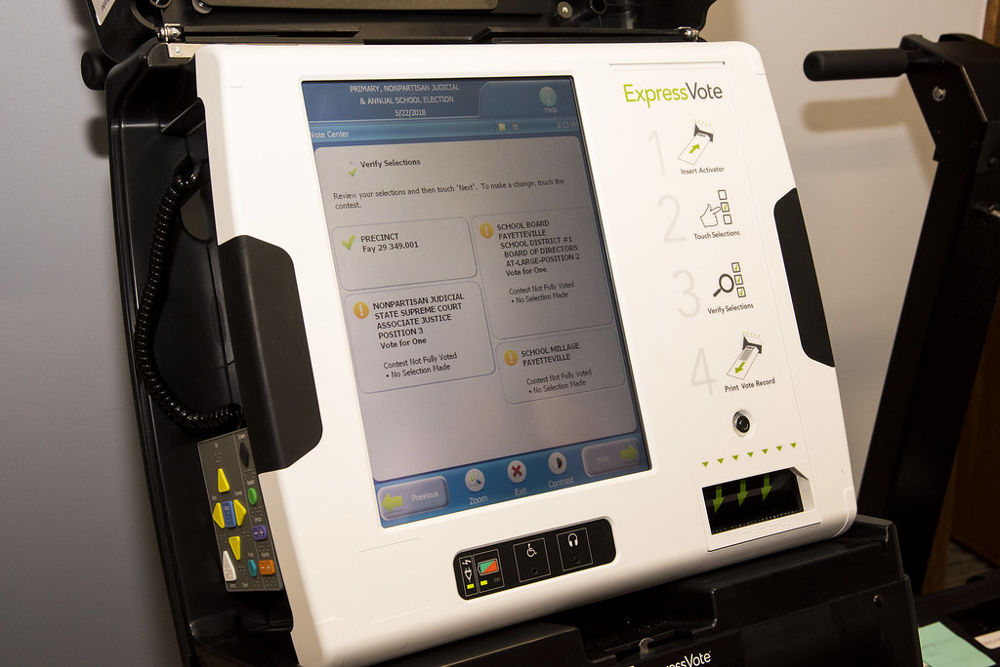 PRIMARY, NONPARTISAN JUDICIAL
& ANNUAL SCHOOL ELECTION
5/22/2018
Help
Vote Center
2:13 PM
Verify Selections
Review your selections and then touch "Next". To make a change, touch the
contest.
PRECINCT
Fay 29 349.001
NONPARTISAN JUDICIAL
STATE SUPREME COURT
ASSOCIATE JUSTICE
POSITION 3
Vote for One
Contest Not Fully Voted
• No Selection Made
SCHOOL BOARD
FAYETTEVILLE
SCHOOL DISTRICT #1
BOARD OF DIRECTORS
AT-LARGE-POSITION 2
Vote for One
Contest Not Fully Voted
• No Selection Made
SCHOOL MILLAGE
FAYETTEVILLE
Contest Not Fully Voted
• No Selection Made
Previous
Zoom
Exit
Contrast
Next
ExpressVote
1
Insert Activator
2
Touch Selections
3
Verify Selections
4
Print Vote Record
ExpressVote